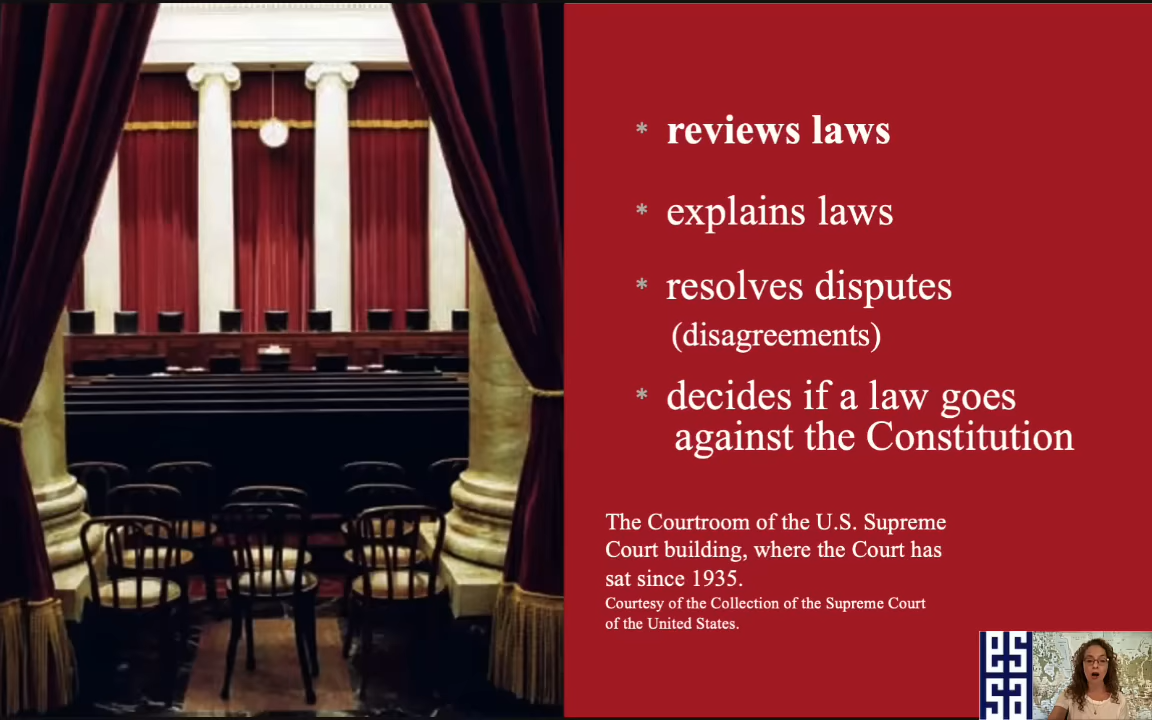 * reviews laws
* explains laws
* resolves disputes
(disagreements)
* decides if a law goes
against the Constitution
The Courtroom of the U.S. Supreme
Court building, where the Court has
sat since 1935.
Courtesy of the Collection of the Supreme Court
of the United States.